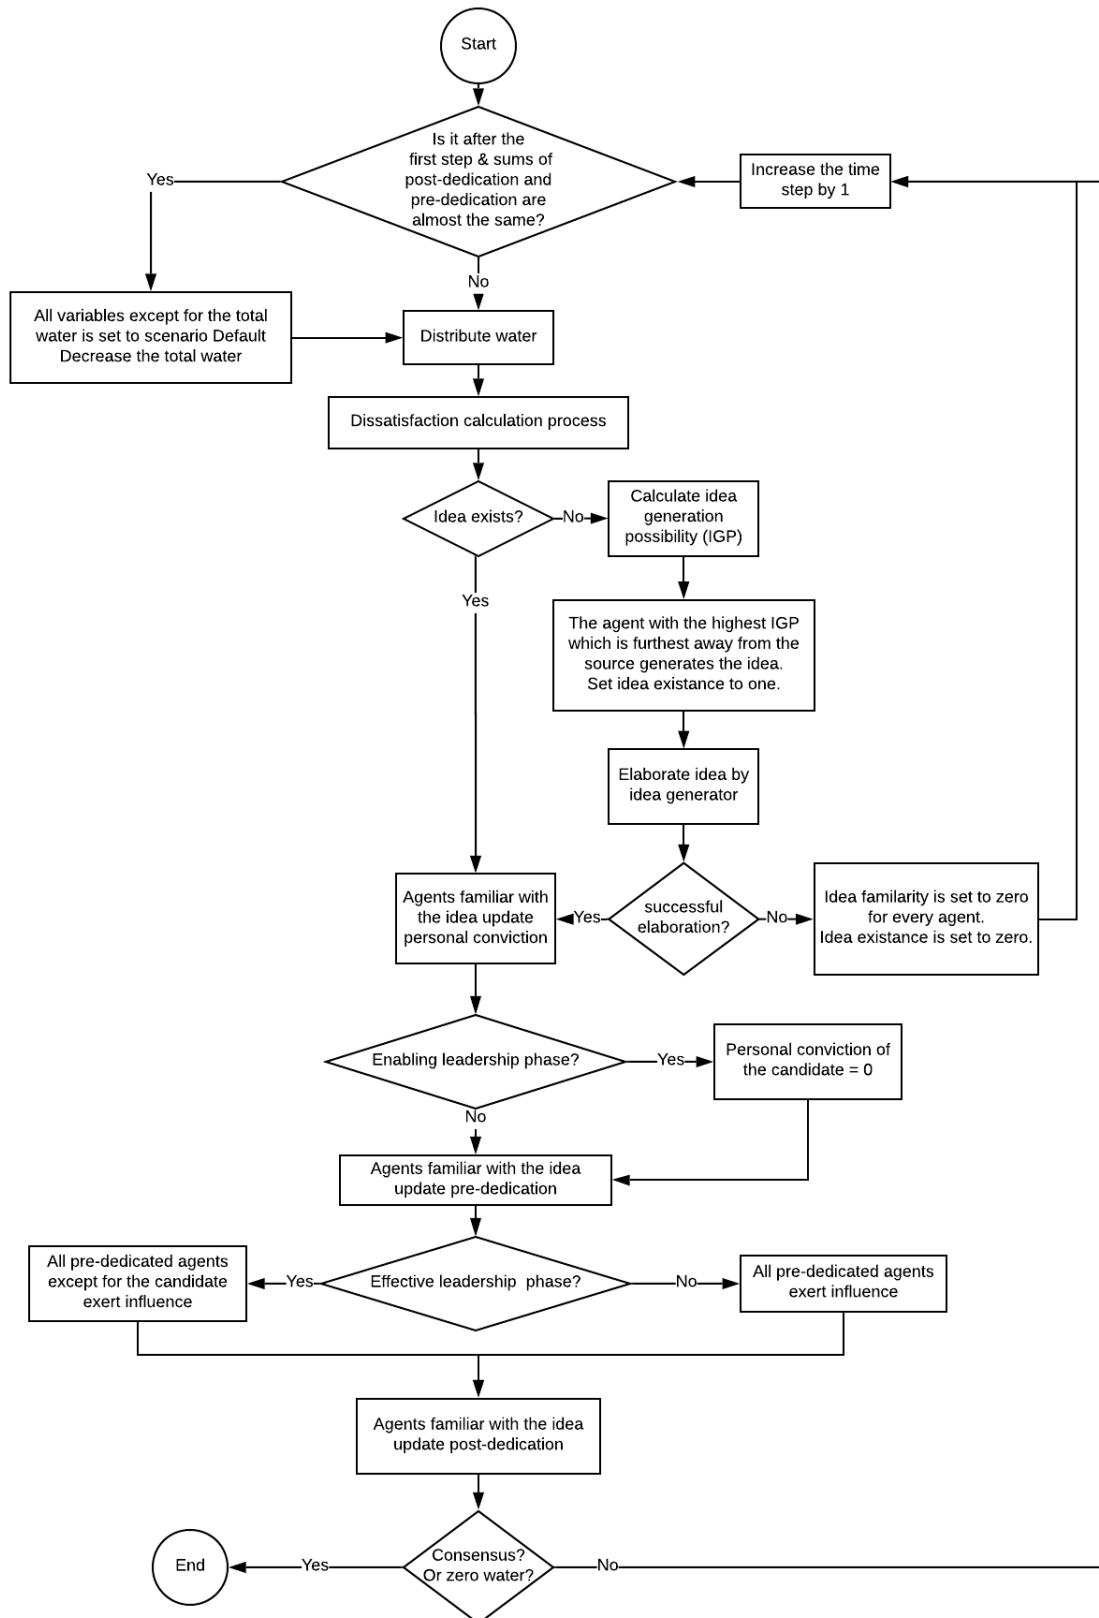 Start
Is it after the
first step & sums of
post-dedication and
pre-dedication are
almost the same?
Yes
Increase the time
step by 1
No
All variables except for the total
water is set to scenario Default
Decrease the total water
Distribute water
Dissatisfaction calculation process
Idea exists?
No
Calculate idea
generation
possibility (IGP)
Yes
The agent with the highest IGP
which is furthest away from the
source generates the idea.
Set idea existance to one.
Elaborate idea by
idea generator
Agents familiar with
the idea update
personal conviction
Yes
successful
elaboration?
No
Idea familarity is set to zero
for every agent.
Idea existance is set to zero.
Enabling leadership phase?
Yes
Personal conviction of
the candidate = 0
No
Agents familiar with the idea
update pre-dedication
All pre-dedicated agents
except for the candidate
exert influence
Yes
Effective leadership phase?
No
All pre-dedicated agents
exert influence
Agents familiar with the idea
update post-dedication
End
Yes
Consensus?
Or zero water?
No